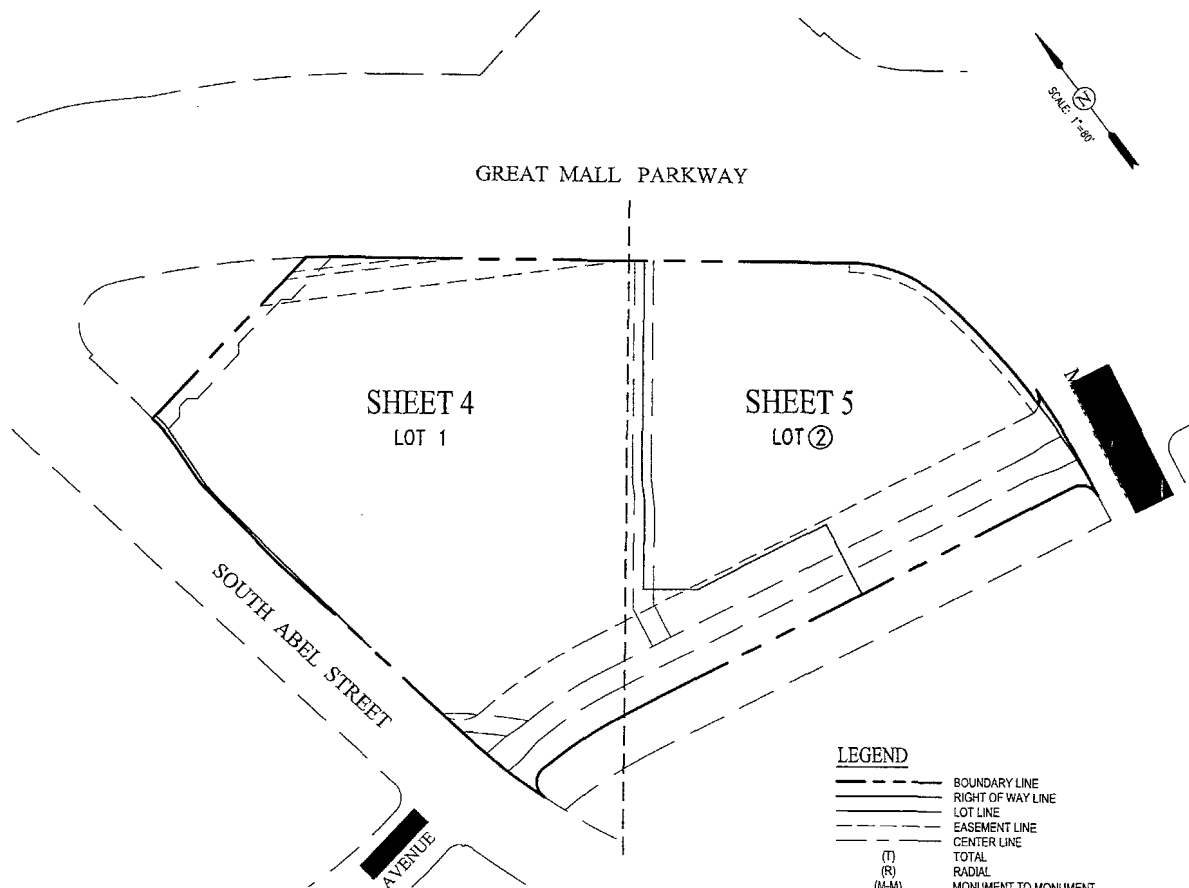 SCALE: 1"=80'
GREAT MALL PARKWAY
SHEET 4
LOT 1
SHEET 5
LOT 2
SOUTH ABEL STREET
AVENUE
LEGEND
BOUNDARY LINE
RIGHT OF WAY LINE
LOT LINE
EASEMENT LINE
CENTER LINE
(T) TOTAL
(R) RADIAL
(M-M) MONUMENT TO MONUMENT